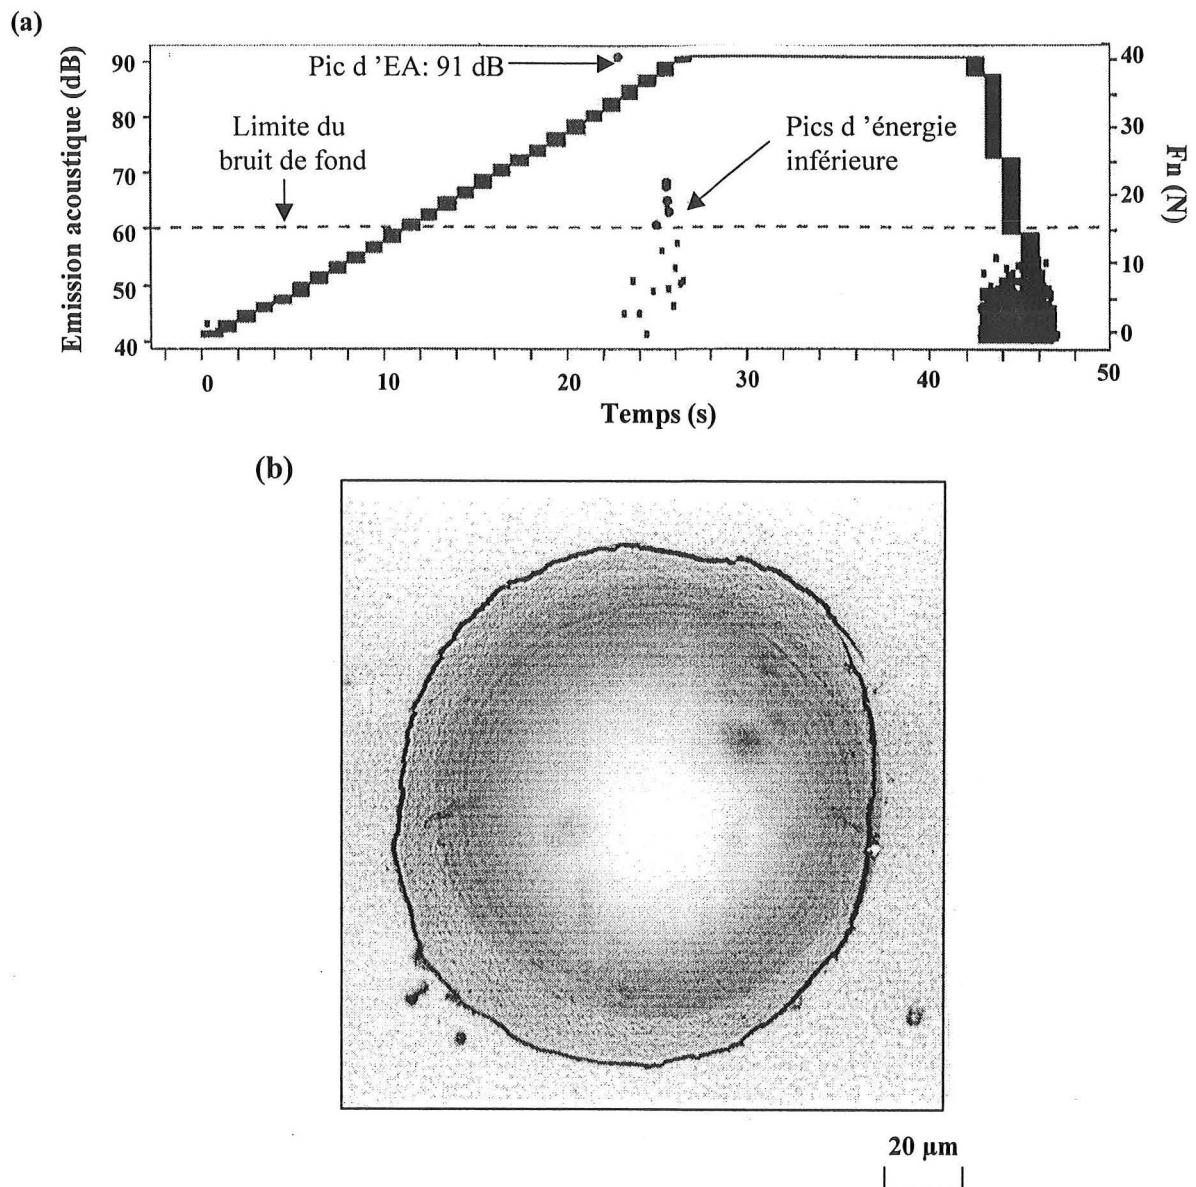 (a)
Emission acoustique (dB)
90
80
70
60
50
40
Pic d 'EA: 91 dB
Limite du
bruit de fond
Pics d 'énergie
inférieure
40
30
20
10
0
Fn (N)
0 10 20 30 40 50
Temps (s)
(b)
20 µm